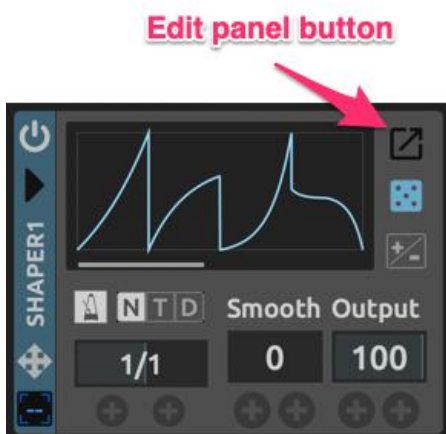 Edit panel button
SHAPER1
N T D
Smooth Output
1/1
0
100